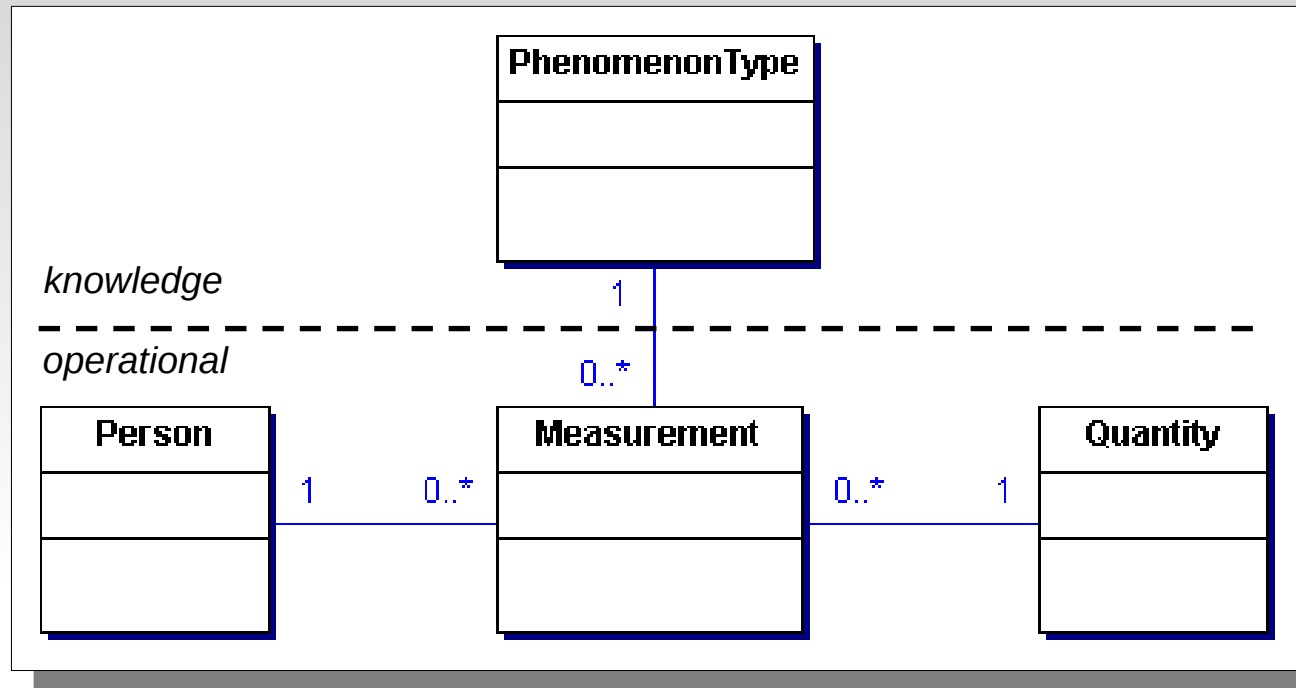 PhenomenonType
knowledge
1
operational
0..*
Person
Measurement
Quantity
1
0..*
0..*
1